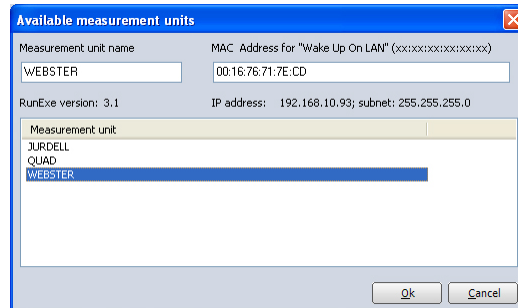 Available measurement units
Measurement unit name
MAC Address for "Wake Up On LAN" (xx:xx:xx:xx:xx:xx)
WEBSTER
00:16:76:71:7E:CD
RunExe version: 3.1
IP address: 192.168.10.93; subnet: 255.255.255.0
Measurement unit
JURDELL
QUAD
WEBSTER
Ok
Cancel